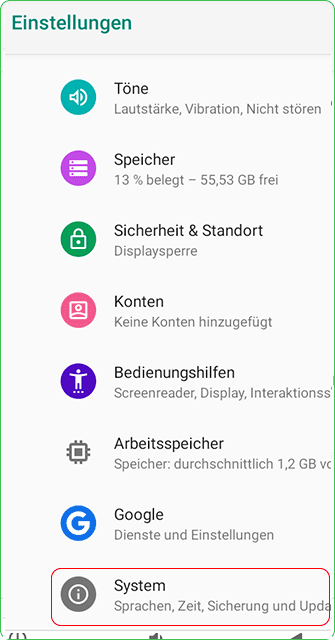 Einstellungen
Töne
Lautstärke, Vibration, Nicht stören
Speicher
13 % belegt – 55,53 GB frei
Sicherheit & Standort
Displaysperre
Konten
Keine Konten hinzugefügt
Bedienungshilfen
Screenreader, Display, Interaktionss
Arbeitsspeicher
Speicher: durchschnittlich 1,2 GB vo
Google
Dienste und Einstellungen
System
Sprachen, Zeit, Sicherung und Upda